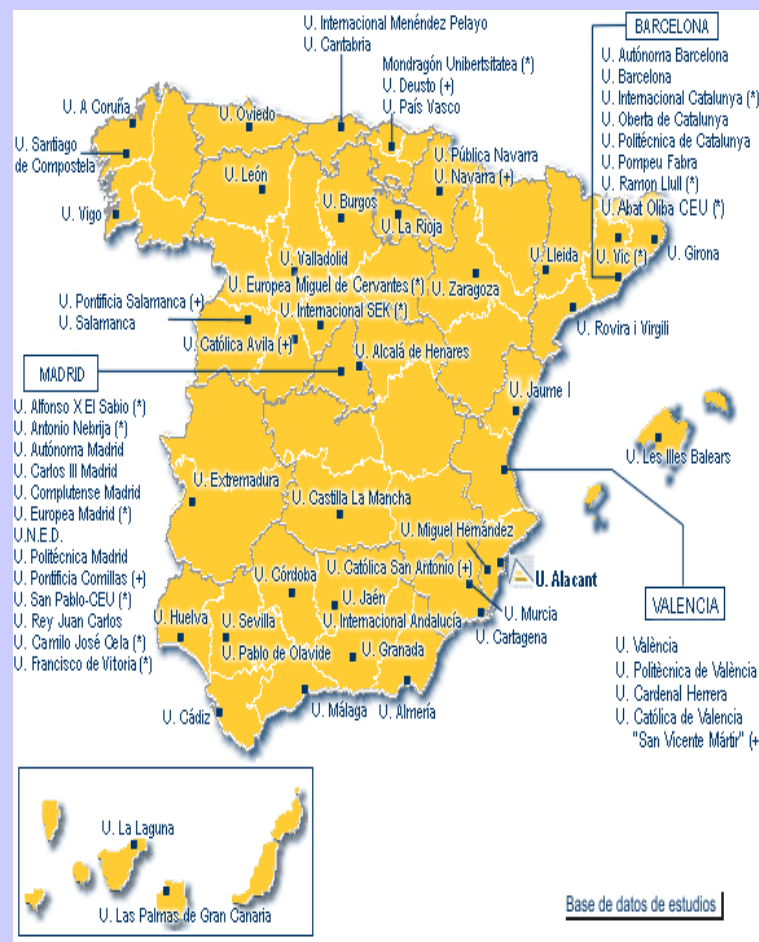 U. Internacional Menéndez Pelayo
U. Cantabria
Mondragón Unibertsitatea (*)
U. Deusto (+)
U. País Vasco
BARCELONA
U. Autónoma Barcelona
U. Barcelona
U. Internacional Catalunya (*)
U. Oberta de Catalunya
U. Politécnica de Catalunya
U. Pompeu Fabra
U. Ramon Llull (*)
U. Abat Oliba CEU (*)
U. A Coruña
U. Oviedo
U. Santiago
de Compostela
U. Pública Navarra
U. Navarra (+)
U. León
U. Burgos
U. La Rioja
U. Vigo
U. Valladolid
U. Lleida
U. Vic (*)
U. Girona
U. Europea Miguel de Cervantes (*)
U. Zaragoza
U. Pontificia Salamanca (+)
U. Salamanca
U. Internacional SEK (*)
U. Rovira i Virgili
U. Católica Avila (+)
U. Alcalá de Henares
MADRID
U. Alfonso X El Sabio (*)
U. Antonio Nebrija (*)
U. Autónoma Madrid
U. Carlos III Madrid
U. Complutense Madrid
U. Europea Madrid (*)
U.N.E.D.
U. Politécnica Madrid
U. Pontificia Comillas (+)
U. San Pablo-CEU (*)
U. Rey Juan Carlos
U. Camilo José Cela (*)
U. Francisco de Vitoria (*)
U. Jaume I
U. Les Illes Balears
U. Extremadura
U. Castilla La Mancha
U. Miguel Hernández
U. Católica San Antonio (+)
U. Alacant
U. Córdoba
U. Jaén
U. Murcia
U. Huelva
U. Sevilla
U. Internacional Andalucía
U. Cartagena
U. Pablo de Olavide
U. Granada
U. Cádiz
U. Málaga
U. Almería
VALENCIA
U. València
U. Politècnica de València
U. Cardenal Herrera
U. Católica de Valencia
"San Vicente Mártir" (+
U. La Laguna
U. Las Palmas de Gran Canaria
Base de datos de estudios